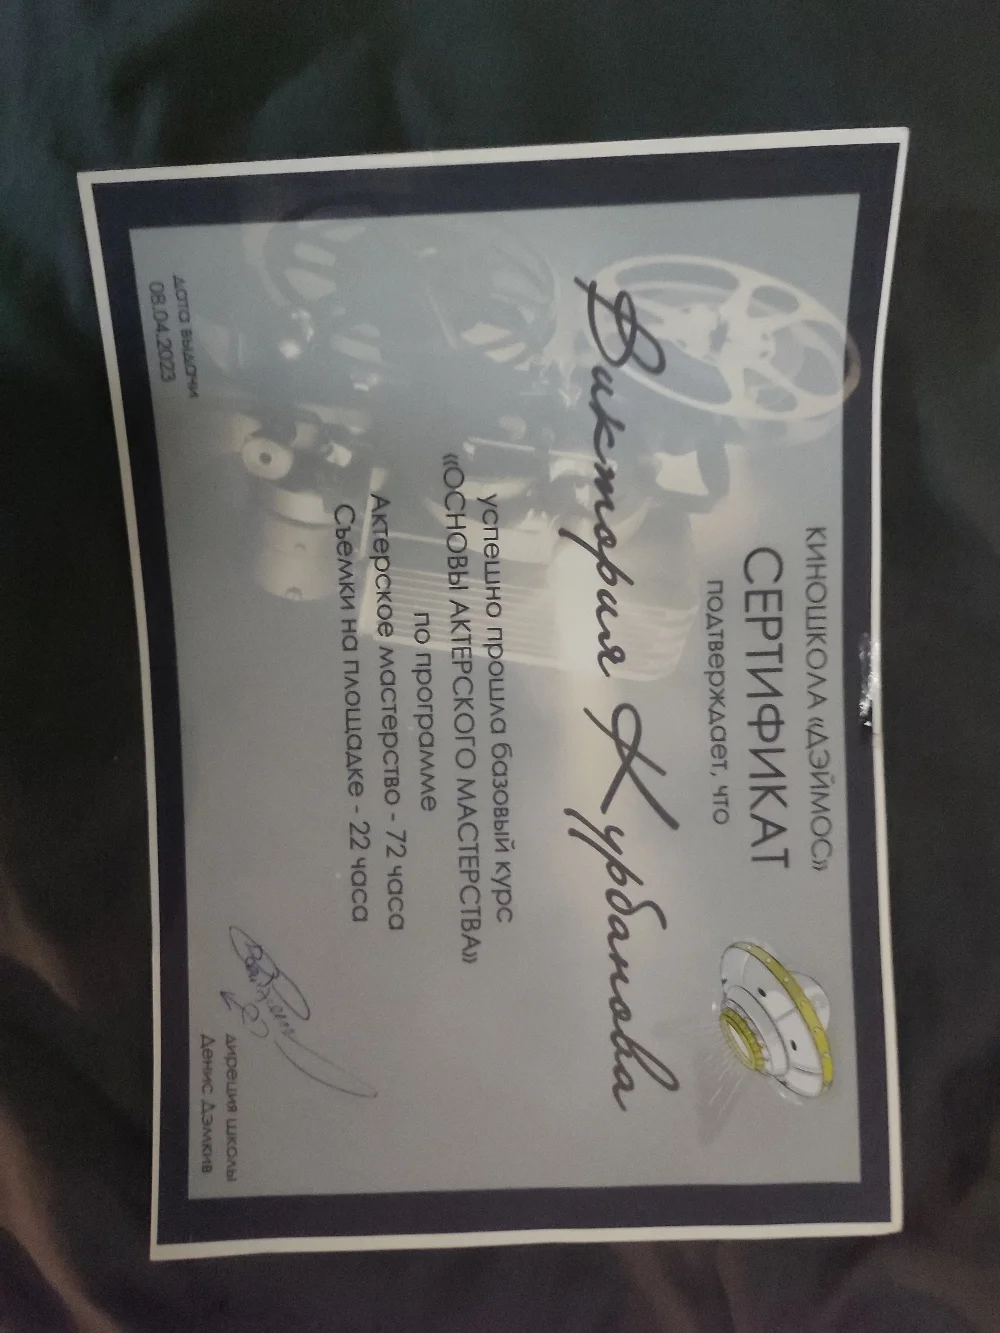 КИНОШКОЛА «ДЭЙМОС»
СЕРТИФИКАТ
подтверждает, что
Виктория Курбанова
успешно прошла базовый курс
«ОСНОВЫ АКТЕРСКОГО МАСТЕРСТВА»
по программе
Актерское мастерство - 72 часа
Съемки на площадке - 22 часа
дата выдачи
08.04.2023
диреция школы
Денис Дэмкив